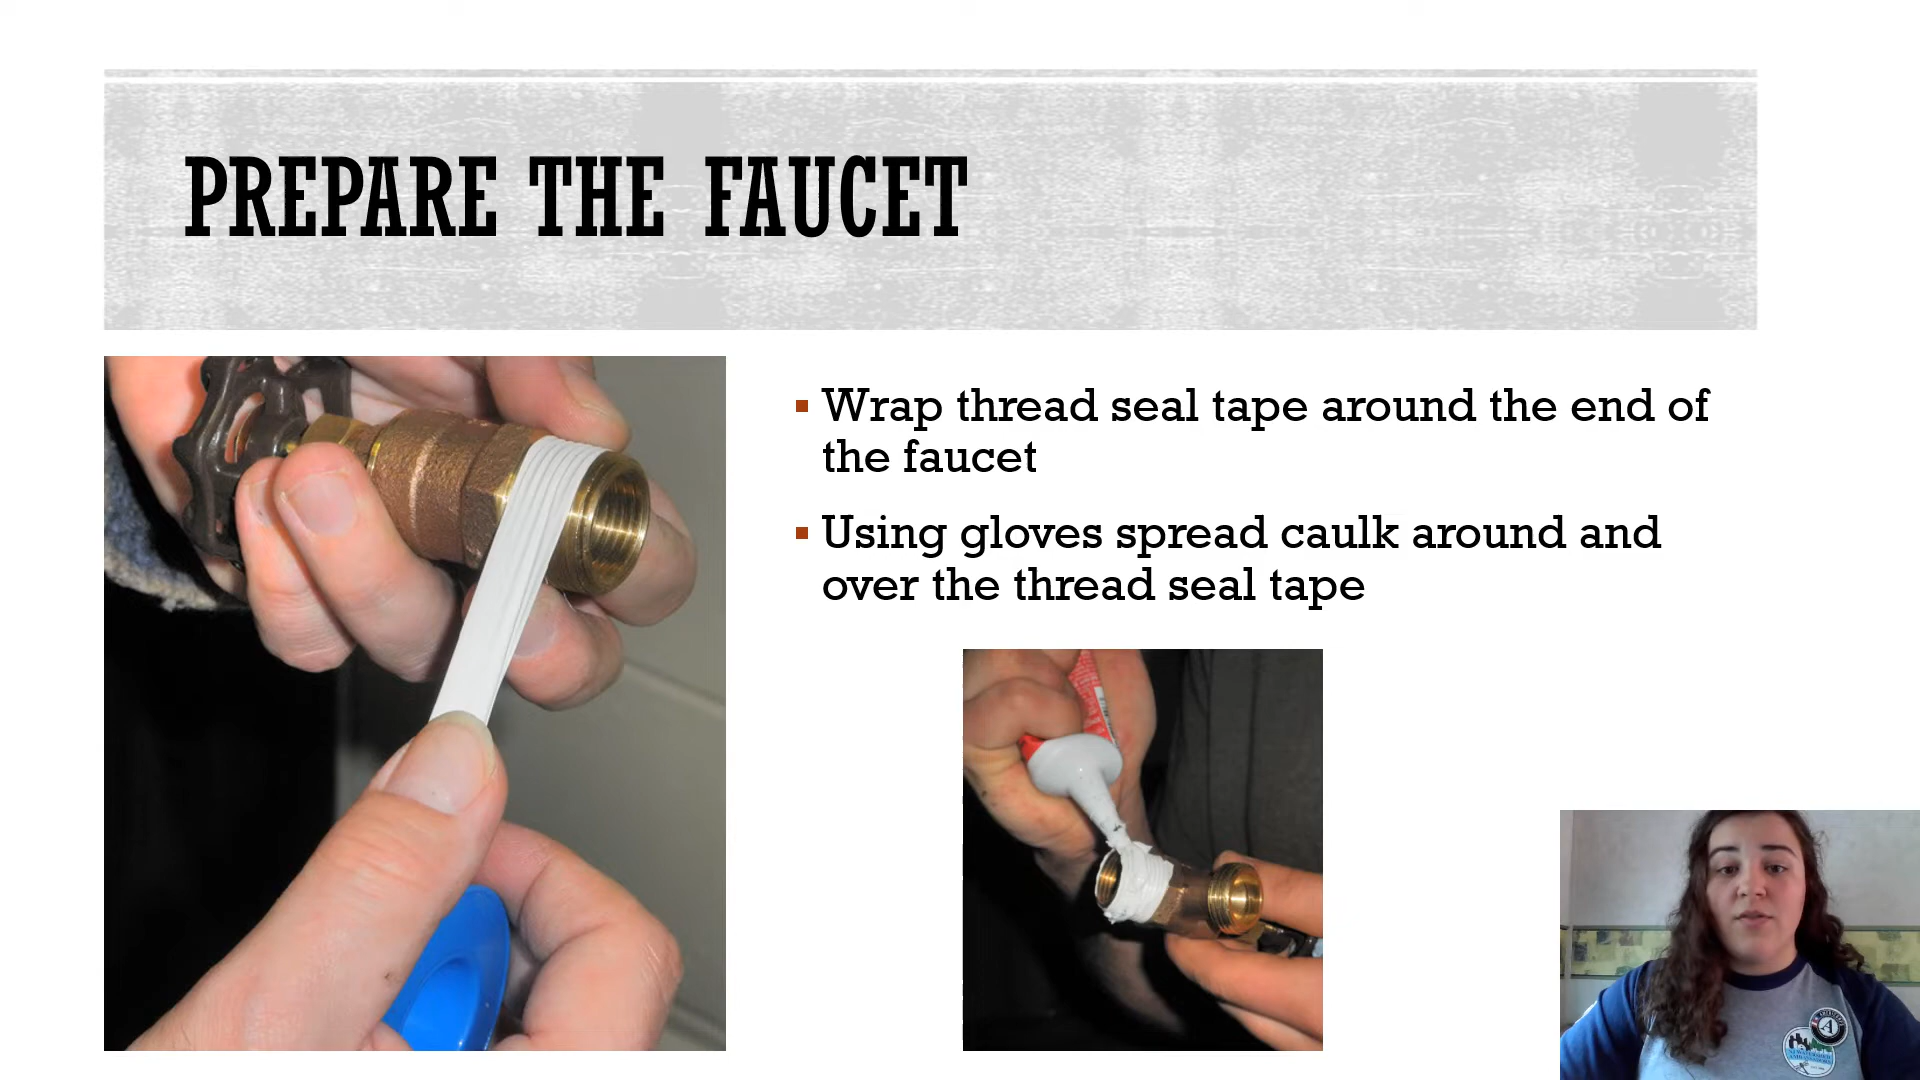 PREPARE THE FAUCET
Wrap thread seal tape around the end of
the faucet
Using gloves spread caulk around and
over the thread seal tape
A